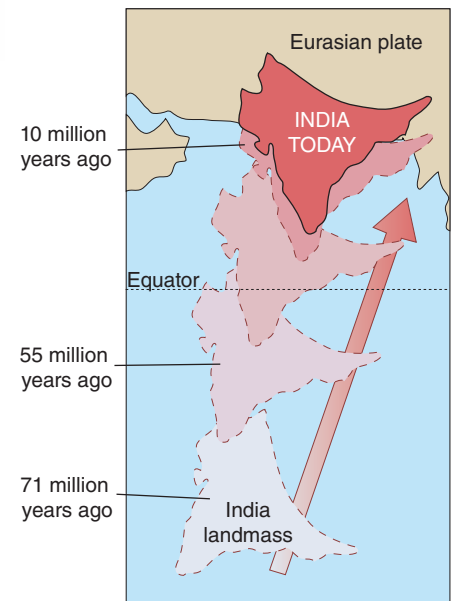 Eurasian plate
INDIA
TODAY
10 million
years ago
Equator
55 million
years ago
71 million
years ago
India
landmass